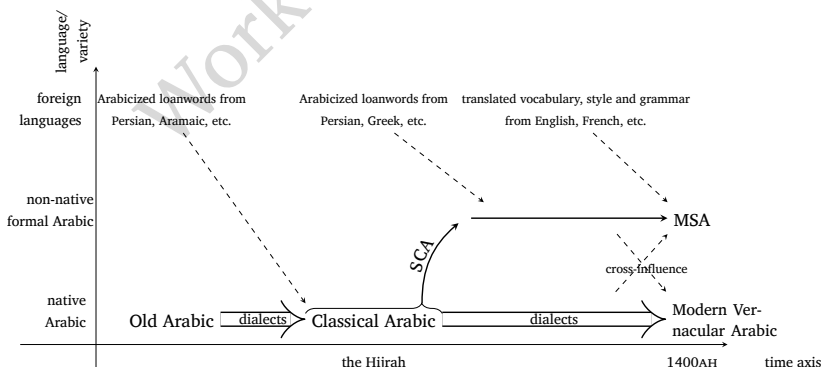 language/
variety
Work
foreign
languages
Arabicized loanwords from
Persian, Aramaic, etc.
Arabicized loanwords from
Persian, Greek, etc.
translated vocabulary, style and grammar
from English, French, etc.
non-native
formal Arabic
MSA
SCA
cross-influence
native
Arabic
Old Arabic
dialects
Classical Arabic
dialects
Modern Ver-
nacular Arabic
the Hijrah
1400AH
time axis